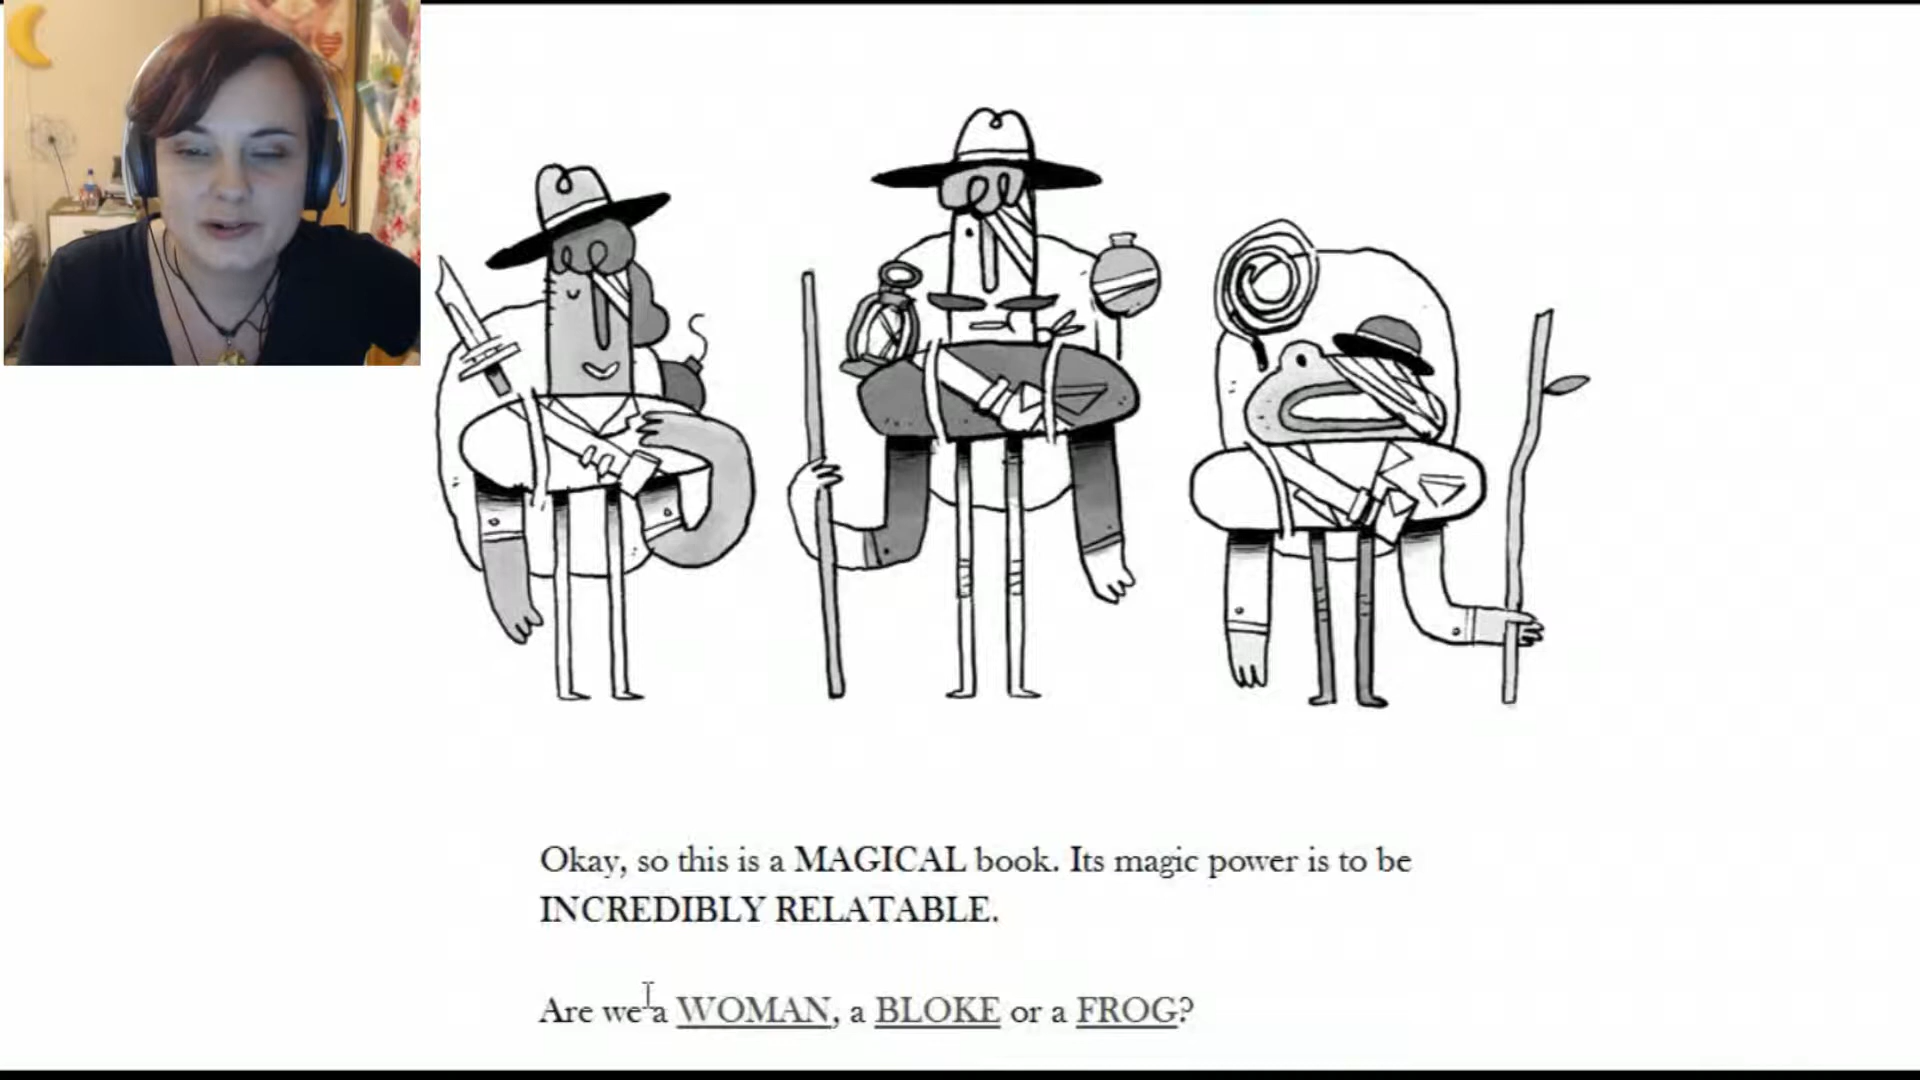 Okay, so this is a MAGICAL book. Its magic power is to be
INCREDIBLY RELATABLE.
Are we a WOMAN, a BLOKE or a FROG?